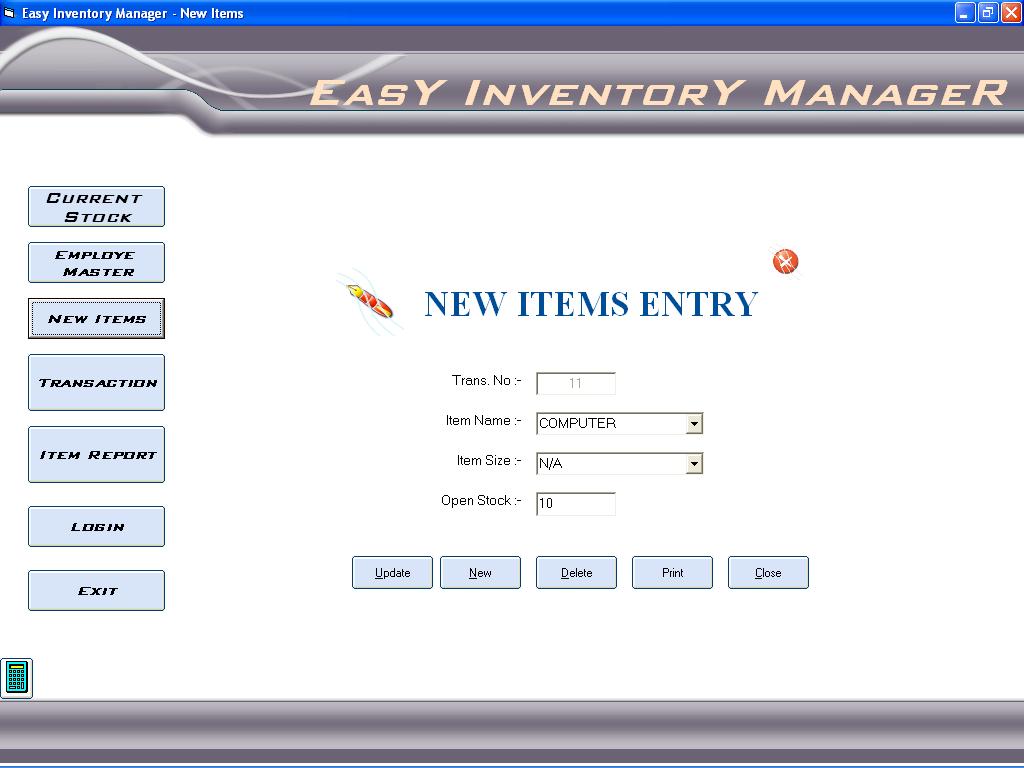 Easy Inventory Manager - New Items
EasY InventorY ManageR
Current
Stock
Employe
Master
New Items
Transaction
Item Report
Login
Exit
NEW ITEMS ENTRY
Trans. No :- 11
Item Name :- COMPUTER
Item Size :- N/A
Open Stock :- 10
Update New Delete Print Close